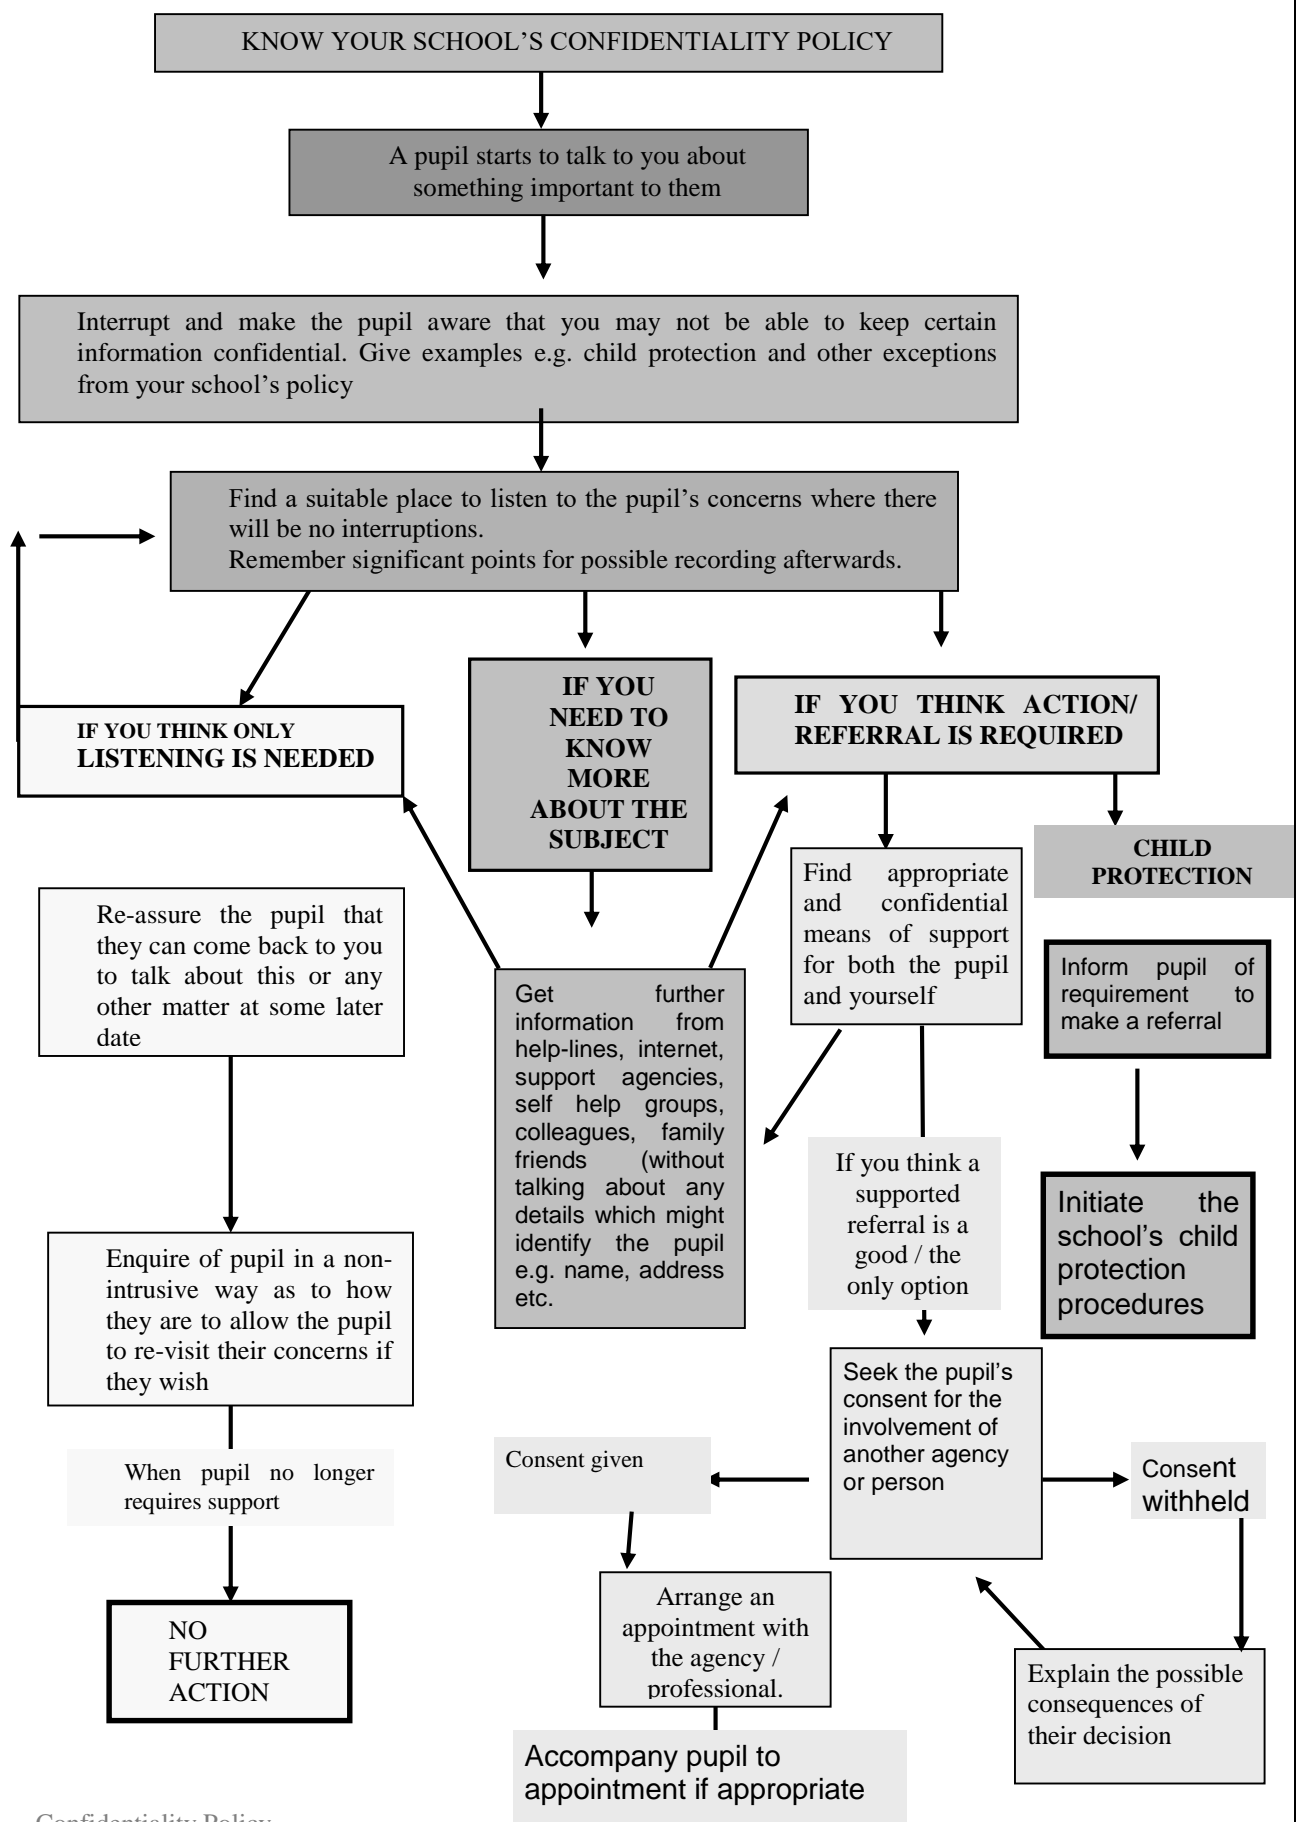 KNOW YOUR SCHOOL’S CONFIDENTIALITY POLICY
A pupil starts to talk to you about
something important to them
Interrupt and make the pupil aware that you may not be able to keep certain
information confidential. Give examples e.g. child protection and other exceptions
from your school’s policy
Find a suitable place to listen to the pupil’s concerns where there
will be no interruptions.
Remember significant points for possible recording afterwards.
IF YOU THINK ONLY
LISTENING IS NEEDED
IF YOU
NEED TO
KNOW
MORE
ABOUT THE
SUBJECT
IF YOU THINK ACTION/
REFERRAL IS REQUIRED
CHILD
PROTECTION
Re-assure the pupil that
they can come back to you
to talk about this or any
other matter at some later
date
Get further
information from
help-lines, internet,
support agencies,
self help groups,
colleagues, family
friends (without
talking about any
details which might
identify the pupil
e.g. name, address
etc.
Find appropriate
and confidential
means of support
for both the pupil
and yourself
Inform pupil of
requirement to
make a referral
If you think a
supported
referral is a
good / the
only option
Initiate the
school’s child
protection
procedures
Enquire of pupil in a non-
intrusive way as to how
they are to allow the pupil
to re-visit their concerns if
they wish
Seek the pupil’s
consent for the
involvement of
another agency
or person
Consent given
Consent
withheld
When pupil no longer
requires support
NO
FURTHER
ACTION
Arrange an
appointment with
the agency /
professional.
Explain the possible
consequences of
their decision
Accompany pupil to
appointment if appropriate
Confidentiality Policy